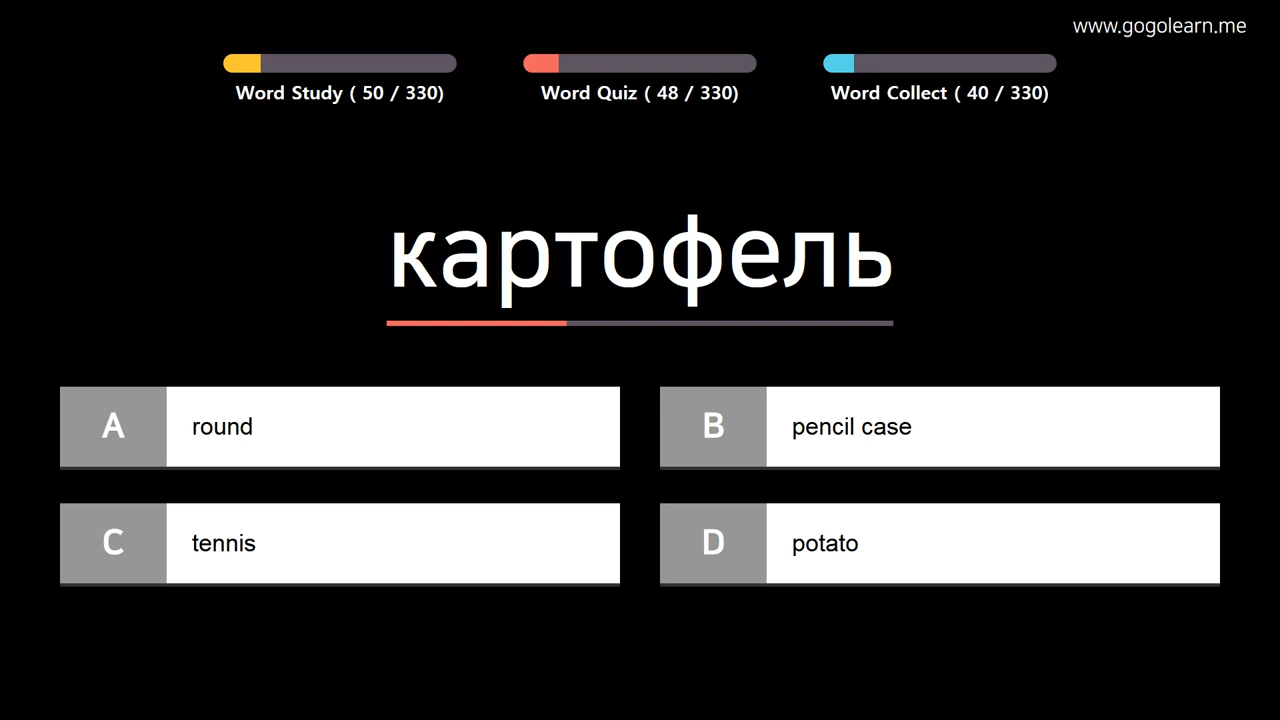 www.gogolearn.me
Word Study ( 50 / 330)
Word Quiz ( 48 / 330)
Word Collect ( 40 / 330)
картофель
A round
B pencil case
C tennis
D potato